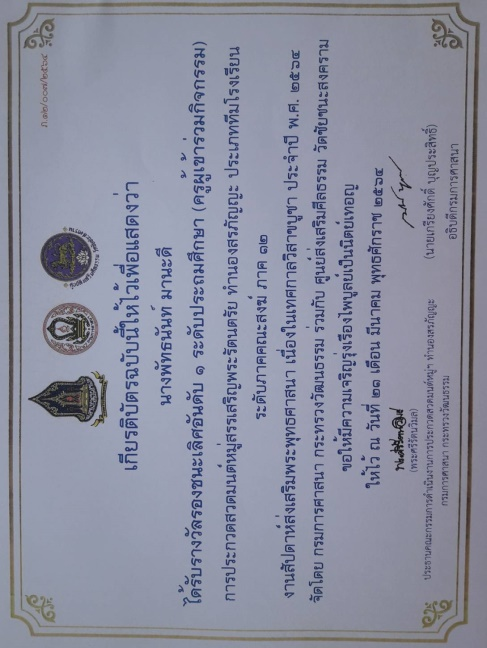 ภ.๑๒/๐๐๗/๒๕๖๔
เกียรติบัตรฉบับนี้ให้ไว้เพื่อแสดงว่า
นางพัทธนันท์ มานะดี
ได้รับรางวัลรองชนะเลิศอันดับ ๑ ระดับประถมศึกษา (ครูผู้เข้าร่วมกิจกรรม)
การประกวดสวดมนต์หมู่สรรเสริญพระรัตนตรัย ทำนองสรภัญญะ ประเภททีมโรงเรียน
ระดับภาคคณะสงฆ์ ภาค ๑๒
งานสัปดาห์ส่งเสริมพระพุทธศาสนา เนื่องในเทศกาลวิสาขบูชา ประจำปี พ.ศ. ๒๕๖๔
จัดโดย กรมการศาสนา กระทรวงวัฒนธรรม ร่วมกับ ศูนย์ส่งเสริมศีลธรรม วัดชัยชนะสงคราม
ขอให้มีความเจริญรุ่งเรืองไพบูลย์เป็นนิตย์เทอญ
ให้ไว้ ณ วันที่ ๒๑ เดือน มีนาคม พุทธศักราช ๒๕๖๔
(พระศรีรัตนวิมล)
ประธานคณะกรรมการดำเนินงานการประกวดสวดมนต์หมู่ฯ ทำนองสรภัญญะ
กรมการศาสนา กระทรวงวัฒนธรรม
(นายเกรียงศักดิ์ บุญประสิทธิ์)
อธิบดีกรมการศาสนา